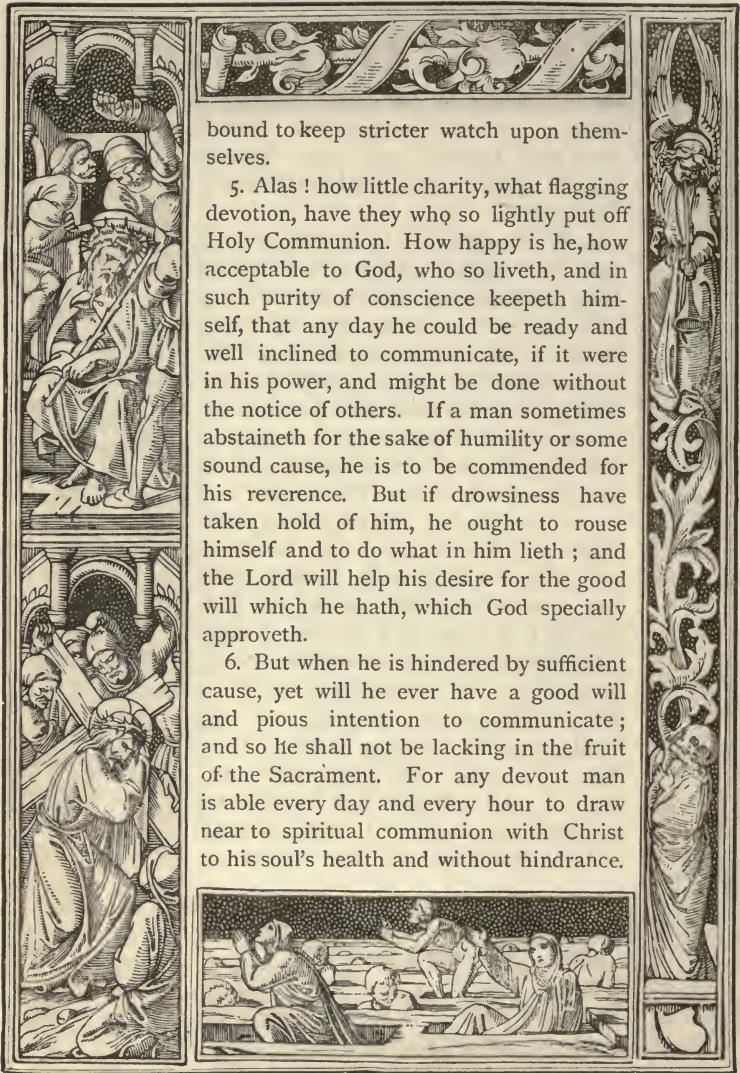 bound to keep stricter watch upon them-
selves.
5. Alas ! how little charity, what flagging
devotion, have they who so lightly put off
Holy Communion. How happy is he, how
acceptable to God, who so liveth, and in
such purity of conscience keepeth him-
self, that any day he could be ready and
well inclined to communicate, if it were
in his power, and might be done without
the notice of others. If a man sometimes
abstaineth for the sake of humility or some
sound cause, he is to be commended for
his reverence. But if drowsiness have
taken hold of him, he ought to rouse
himself and to do what in him lieth ; and
the Lord will help his desire for the good
will which he hath, which God specially
approveth.
6. But when he is hindered by sufficient
cause, yet will he ever have a good will
and pious intention to communicate ;
and so he shall not be lacking in the fruit
of the Sacrament. For any devout man
is able every day and every hour to draw
near to spiritual communion with Christ
to his soul's health and without hindrance.